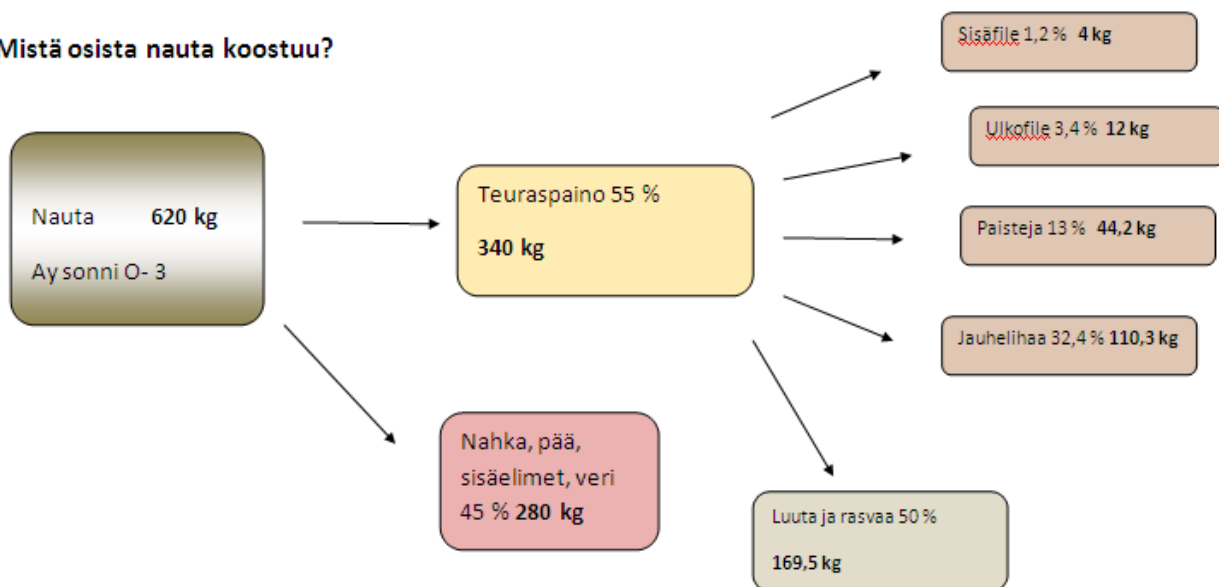 Mistä osista nauta koostuu?
Nauta 620 kg
Ay sonni O- 3
Teuraspaino 55 %
340 kg
Nahka, pää,
sisäelimet, veri
45 % 280 kg
Sisäfile 1,2 % 4 kg
Ulkofile 3,4 % 12 kg
Paisteja 13 % 44,2 kg
Jauhelihaa 32,4 % 110,3 kg
Luuta ja rasvaa 50 %
169,5 kg